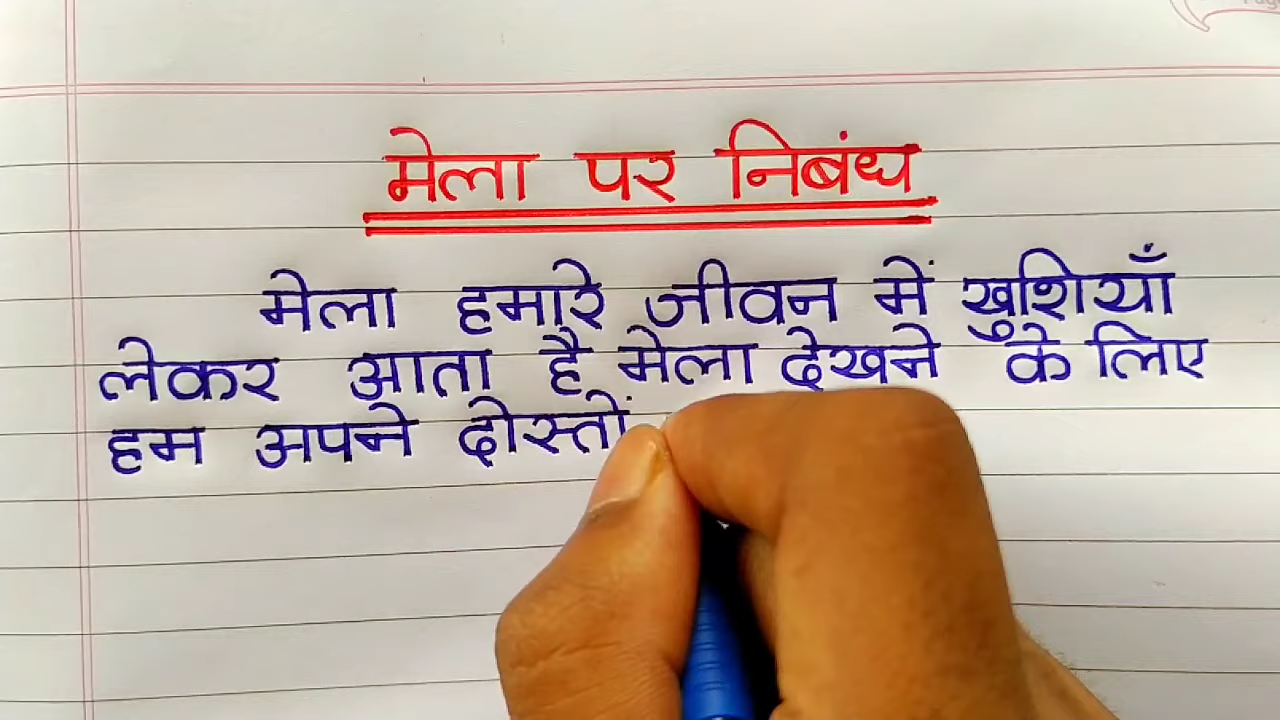 मेला पर निबंध
मेला हमारे जीवन में खुशियाँ
लेकर आता है मेला देखने के लिए
हम अपने दोस्तों